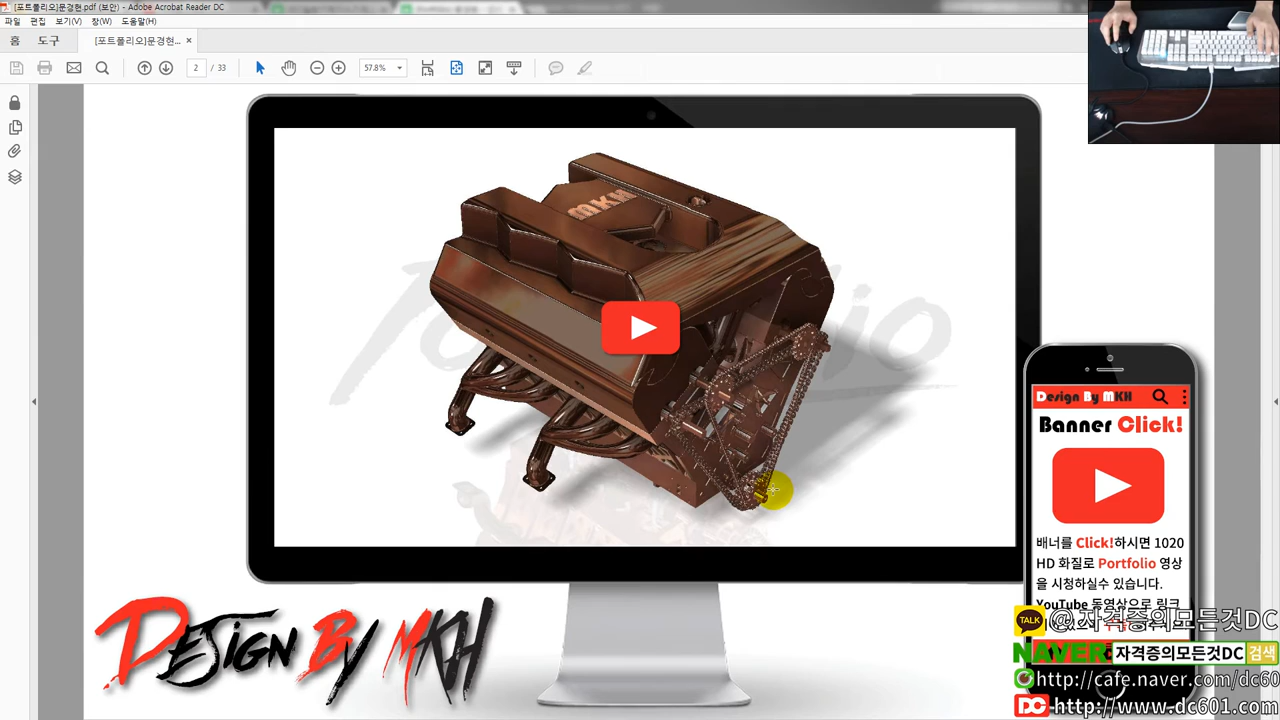 [포트폴리오]문경현.pdf (보안) - Adobe Acrobat Reader DC
파일 편집 보기(V) 창(W) 도움말(H)
홈 도구 [포트폴리오]문경현... ×
2 / 33 57.8%
MKH
Portfolio
Design By MKH
Banner Click!
배너를 Click!하시면 1020
HD 화질로 Portfolio 영상
을 시청하실수 있습니다.
YouTube 동영상으로 링크
Design By MKH
TALK @자격증의모든것DC
NAVER 자격증의모든것DC 검색
http://cafe.naver.com/dc60
DC http://www.dc601.com